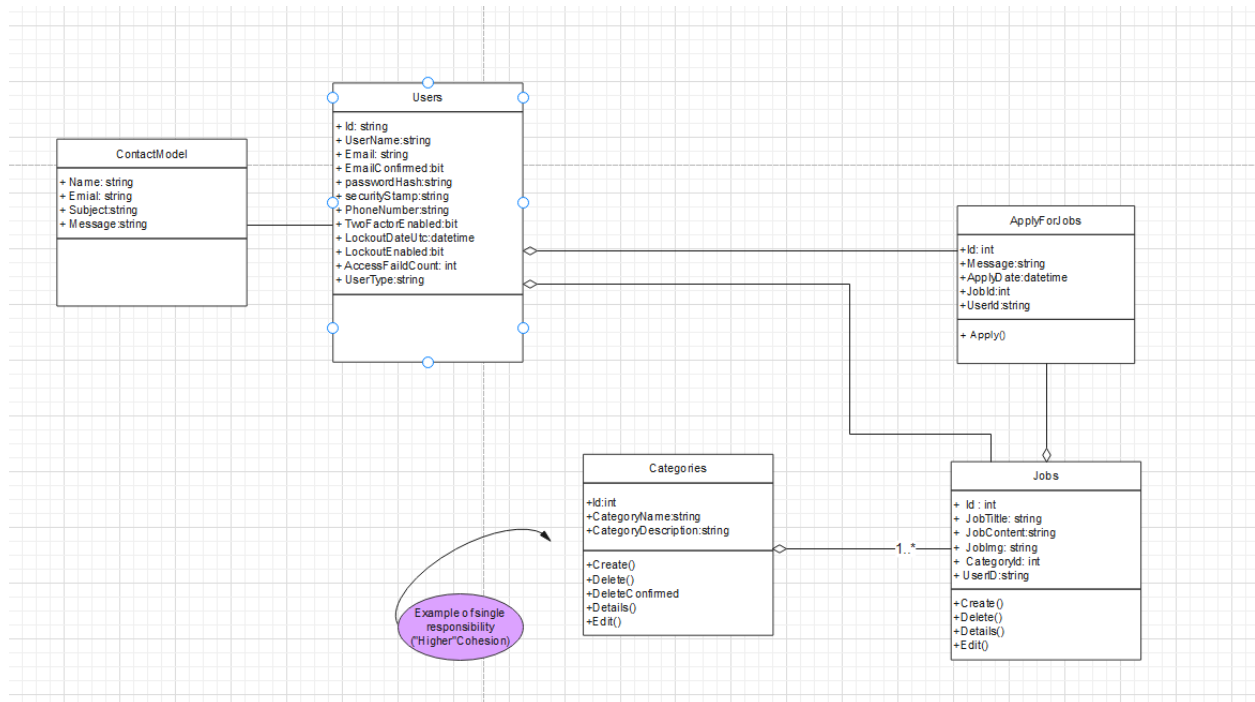 Users
+ Id: string
+ UserName:string
+ Email: string
+ EmailConfirmed:bit
+ passwordHash:string
+ securityStamp:string
+ PhoneNumber:string
+ TwoFactorEnabled:bit
+ LockoutDateUtc:datetime
+ LockoutEnabled:bit
+ AccessFaildCount: int
+ UserType:string
ContactModel
+ Name: string
+ Emial: string
+ Subject:string
+ Message:string
ApplyForJobs
+Id: int
+Message:string
+ApplyDate:datetime
+JobId:int
+UserId:string
+ Apply()
Categories
+Id:int
+CategoryName:string
+CategoryDescription:string
+Create()
+Delete()
+DeleteConfirmed
+Details()
+Edit()
1..*
Jobs
+ Id : int
+ JobTiltle: string
+ JobContent:string
+ JobImg: string
+ CategoryId: int
+ UserID:string
+Create()
+Delete()
+Details()
+Edit()
Example of single
responsibility
("Higher"Cohesion)